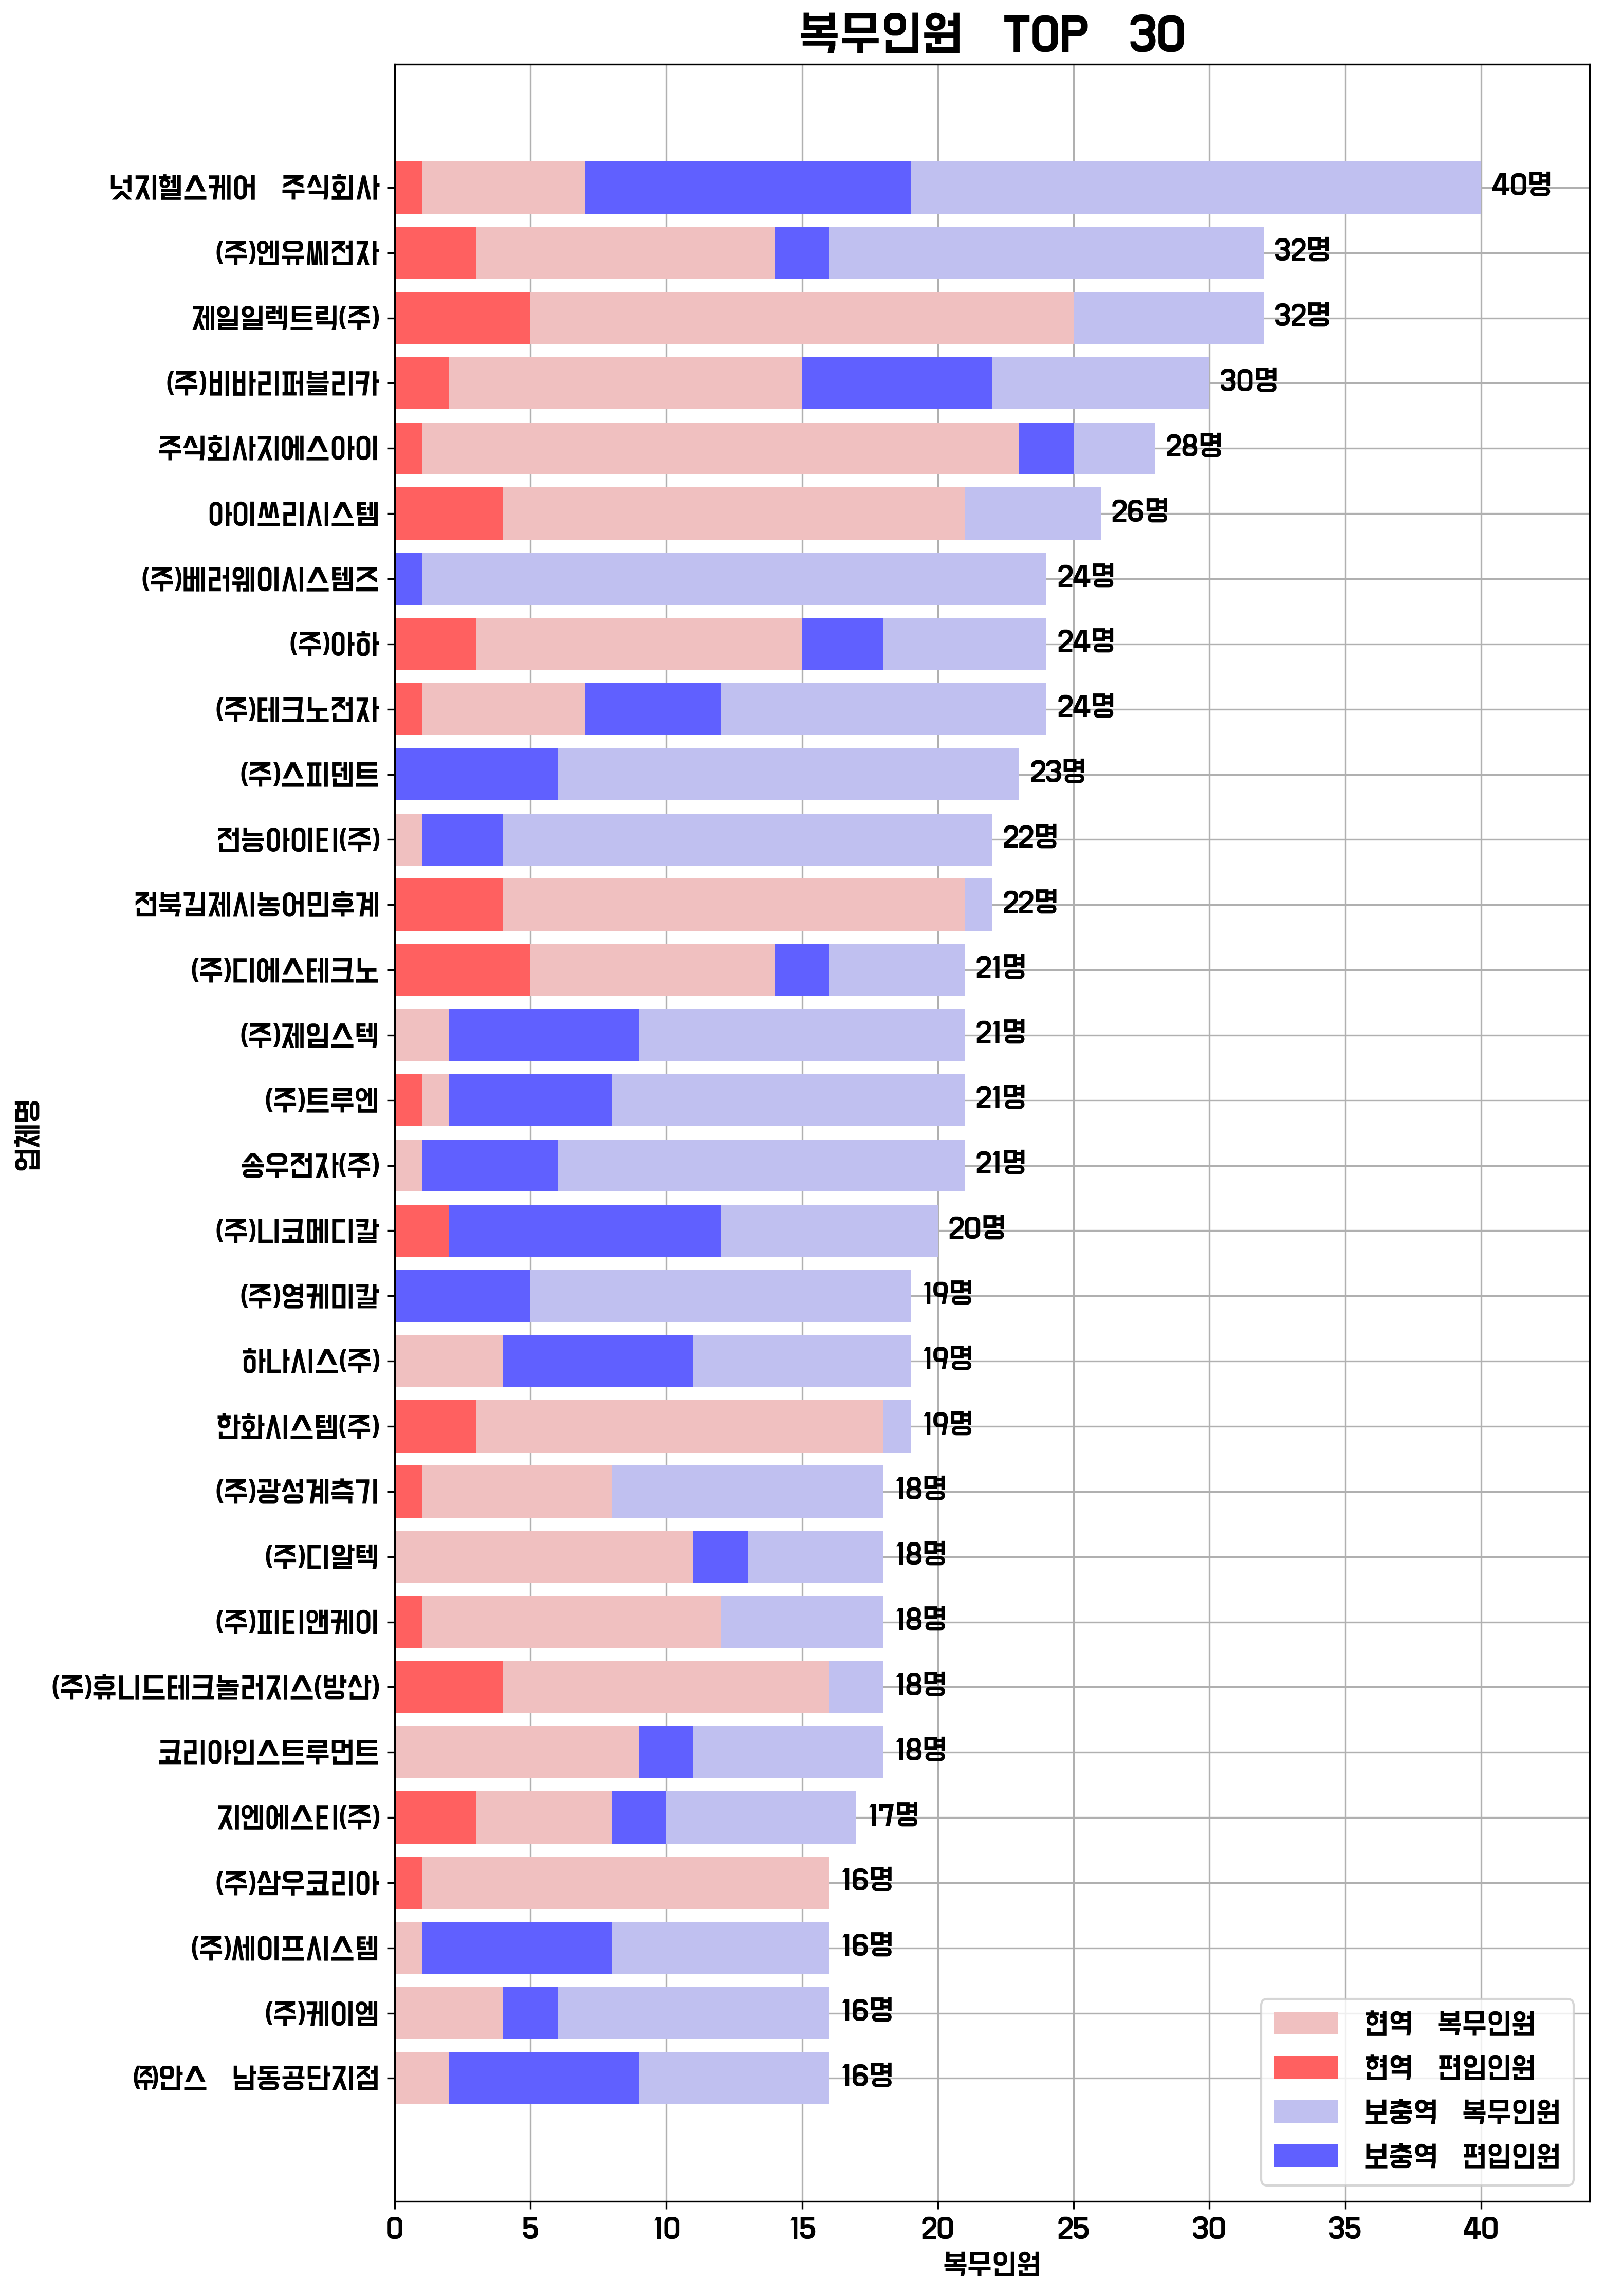 복무인원 TOP 30
넛지헬스케어 주식회사 40명
(주)엔유씨전자 32명
제일일렉트릭(주) 32명
(주)비바리퍼블리카 30명
주식회사지에스아이 28명
아이쓰리시스템 26명
(주)베러웨이시스템즈 24명
(주)아하 24명
(주)테크노전자 24명
(주)스피덴트 23명
전능아이티(주) 22명
전북김제시농어민후계 22명
(주)디에스테크노 21명
(주)제임스텍 21명
(주)트루엔 21명
송우전자(주) 21명
(주)니코메디칼 20명
(주)영케미칼 19명
하나시스(주) 19명
한화시스템(주) 19명
(주)광성계측기 18명
(주)디알텍 18명
(주)피티앤케이 18명
(주)휴니드테크놀러지스(방산) 18명
코리아인스트루먼트 18명
지엔에스티(주) 17명
(주)삼우코리아 16명
(주)세이프시스템 16명
(주)케이엠 16명
㈜안스 남동공단지점 16명
업체명
현역 복무인원
현역 편입인원
보충역 복무인원
보충역 편입인원
0 5 10 15 20 25 30 35 40
복무인원